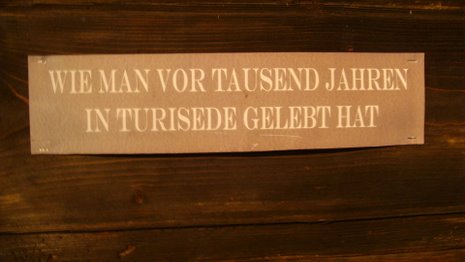 WIE MAN VOR TAUSEND JAHREN
IN TURISEDE GELEBT HAT